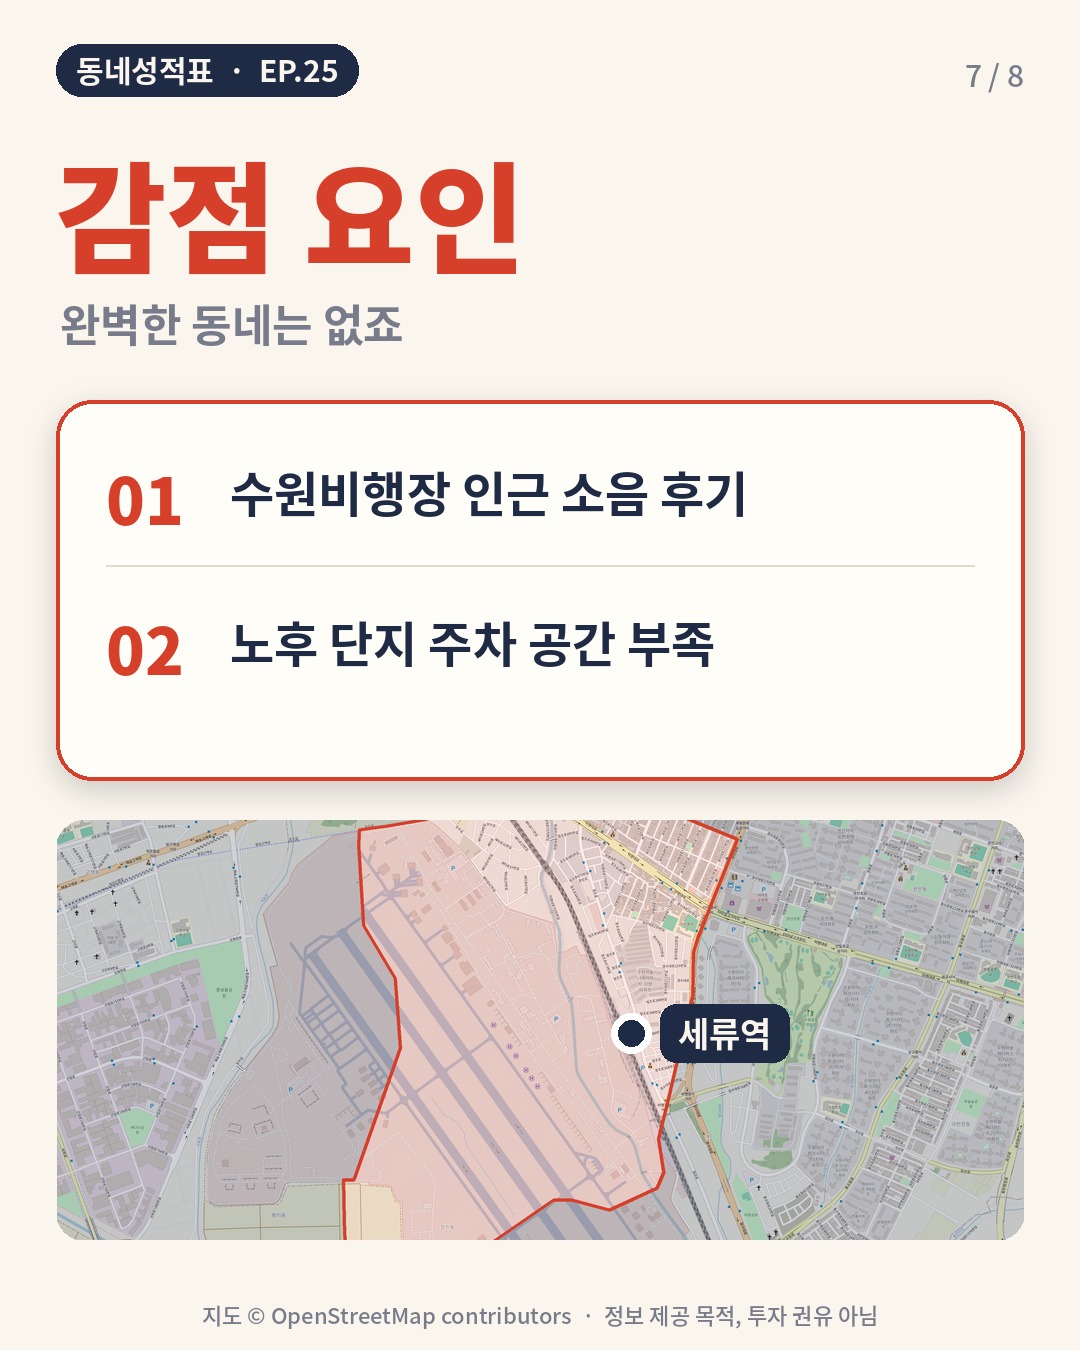 동네성적표 · EP.25
7 / 8
감점 요인
완벽한 동네는 없죠
01 수원비행장 인근 소음 후기
02 노후 단지 주차 공간 부족
세류역
지도 © OpenStreetMap contributors · 정보 제공 목적, 투자 권유 아님